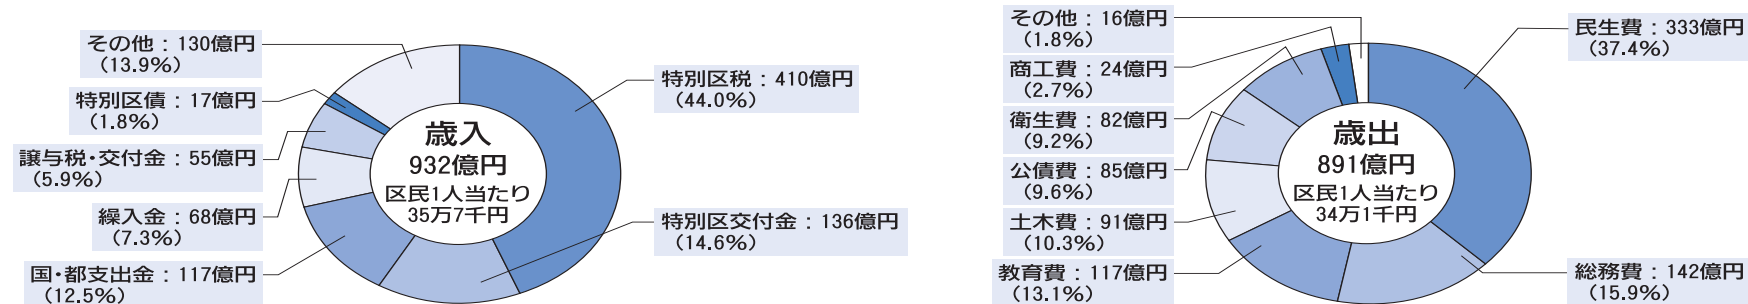 歳入
932億円
区民1人当たり
35万7千円
特別区税：410億円
（44.0%）
特別区交付金：136億円
（14.6%）
国・都支出金：117億円
（12.5%）
繰入金：68億円
（7.3%）
譲与税・交付金：55億円
（5.9%）
特別区債：17億円
（1.8%）
その他：130億円
（13.9%）
歳出
891億円
区民1人当たり
34万1千円
民生費：333億円
（37.4%）
総務費：142億円
（15.9%）
教育費：117億円
（13.1%）
土木費：91億円
（10.3%）
公債費：85億円
（9.6%）
衛生費：82億円
（9.2%）
商工費：24億円
（2.7%）
その他：16億円
（1.8%）